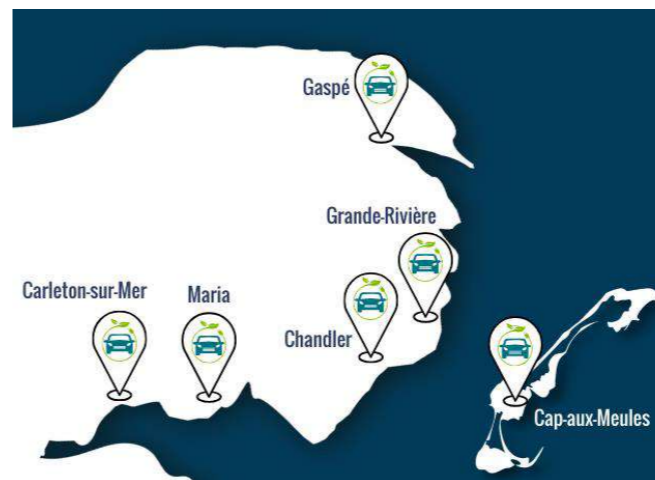 Gaspé
Grande-Rivière
Carleton-sur-Mer
Maria
Chandler
Cap-aux-Meules